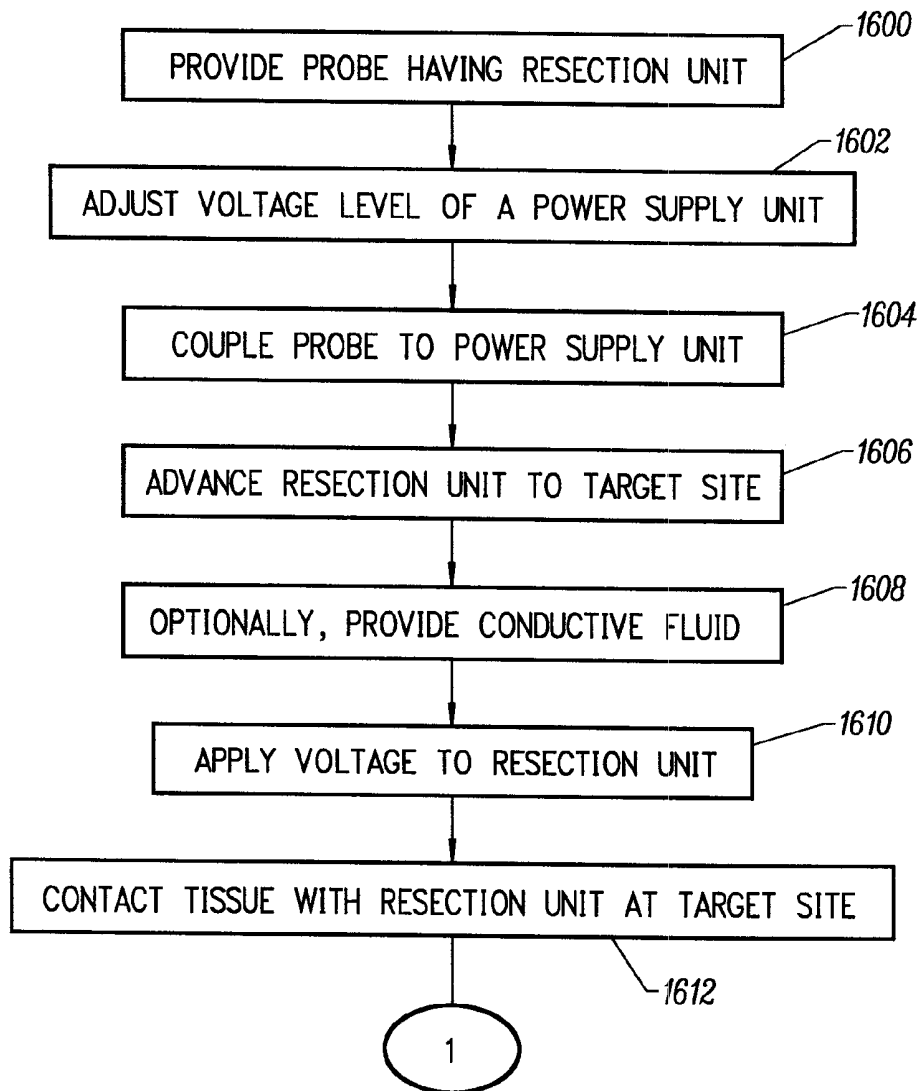 1600
PROVIDE PROBE HAVING RESECTION UNIT
1602
ADJUST VOLTAGE LEVEL OF A POWER SUPPLY UNIT
1604
COUPLE PROBE TO POWER SUPPLY UNIT
1606
ADVANCE RESECTION UNIT TO TARGET SITE
1608
OPTIONALLY, PROVIDE CONDUCTIVE FLUID
1610
APPLY VOLTAGE TO RESECTION UNIT
CONTACT TISSUE WITH RESECTION UNIT AT TARGET SITE
1612
1